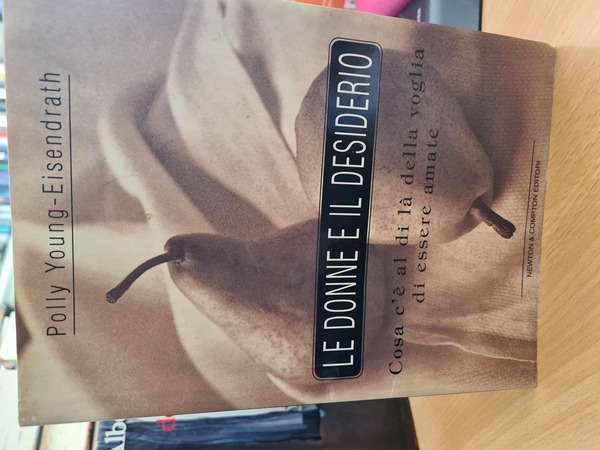 Polly Young-Eisendrath
LE DONNE E IL DESIDERIO
Cosa c'è al di là della voglia
di essere amate
NEWTON & COMPTON EDITORI